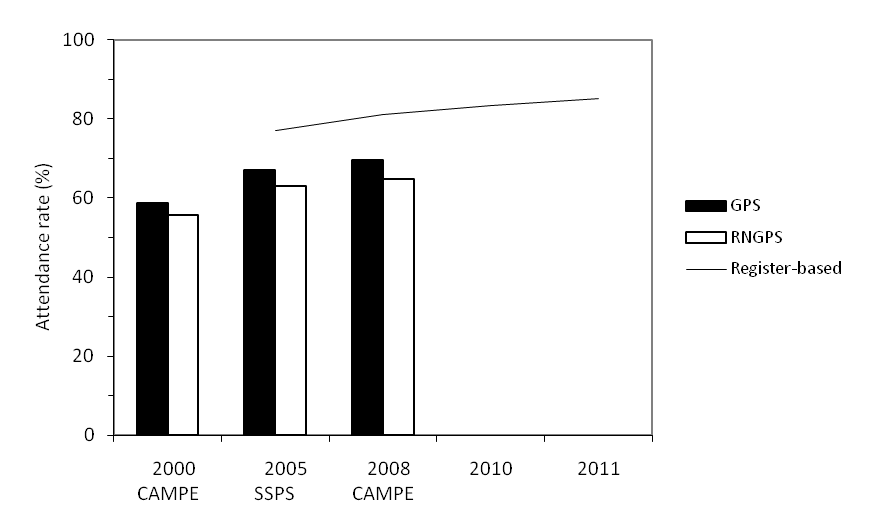 100
80
60
40
20
0
Attendance rate (%)
2000 2005 2008 2010 2011
CAMPE SSPS CAMPE
GPS
RNGPS
Register-based